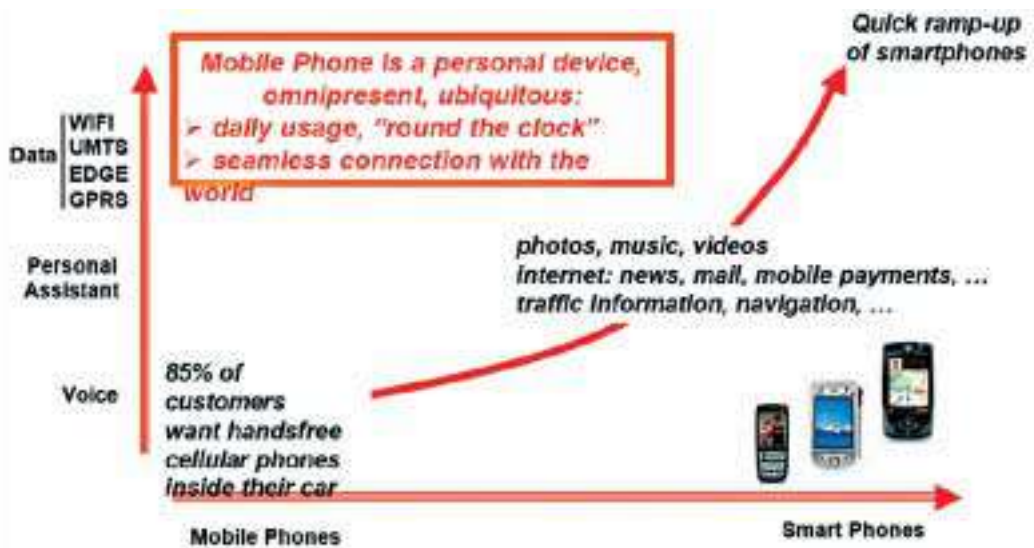 Quick ramp-up
of smartphones
Mobile Phone is a personal device,
omnipresent, ubiquitous:
➢ daily usage, "round the clock"
➢ seamless connection with the
world
Data
WIFI
UMTS
EDGE
GPRS
photos, music, videos
internet: news, mail, mobile payments, ...
traffic information, navigation, ...
Personal
Assistant
Voice
85% of
customers
want handsfree
cellular phones
inside their car
Mobile Phones
Smart Phones